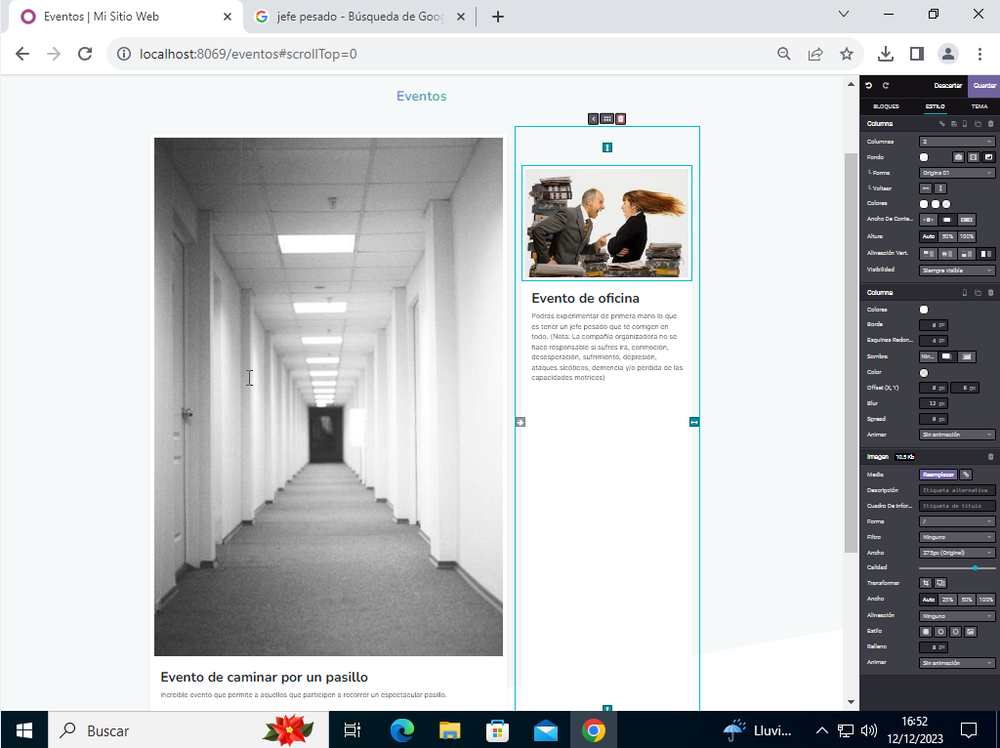 Eventos | Mi Sitio Web
jefe pesado - Búsqueda de Goog
localhost:8069/eventos#scrollTop=0
Eventos
Evento de oficina
Podrás experimentar de primera mano lo que
es tener un jefe pesado que te corrigen en
todo. (Nota: La compañía organizadora no se
hace responsable si sufres ira, conmoción,
desesperación, sufrimiento, depresión,
ataques sicóticos, demencia y/o perdida de las
capacidades motrices)
Evento de caminar por un pasillo
Increíble evento que permite a aquellos que participen a recorrer un espectacular pasillo.
Descartar Guardar
BLOQUES ESTILO TEMA
Columns
Columnas 2
Fondo
Forma Origins 01
Voltear
Colores
Ancho De Conte...
Altura Auto 50% 100%
Alineación Vert.
Visibilidad Siempre visible
Columna
Colores
Borde 0 px
Esquinas Redon... 4 px
Sombra Nin...
Color
Offset (X, Y) 0 px 8 px
Blur 12 px
Spread 0 px
Animar Sin animación
Imagen 10.5 Kb
Media Reemplazar
Descripción Etiqueta alternativa
Cuadro De Infor... Etiqueta de título
Forma /
Filtro Ninguno
Ancho 275px (Original)
Calidad
Transformar
Ancho Auto 25% 50% 100%
Alineación Ninguno
Estilo
Relleno 0 px
Animar Sin animación
Buscar
Lluvi...
16:52
12/12/2023